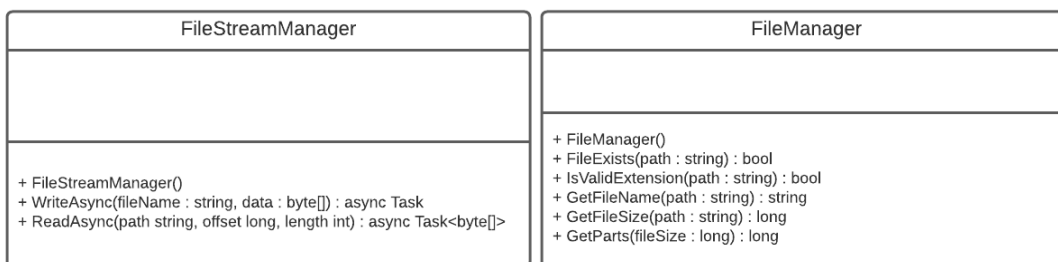 FileStreamManager
+ FileStreamManager()
+ WriteAsync(fileName : string, data : byte[]) : async Task
+ ReadAsync(path string, offset long, length int) : async Task<byte[]>
FileManager
+ FileManager()
+ FileExists(path : string) : bool
+ IsValidExtension(path : string) : bool
+ GetFileName(path : string) : string
+ GetFileSize(path : string) : long
+ GetParts(fileSize : long) : long